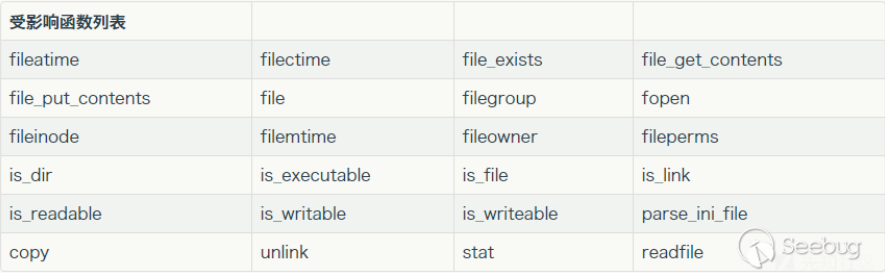 受影响函数列表
fileatime filectime file_exists file_get_contents
file_put_contents file filegroup fopen
fileinode filemtime fileowner fileperms
is_dir is_executable is_file is_link
is_readable is_writable is_writeable parse_ini_file
copy unlink stat readfile
Seebug